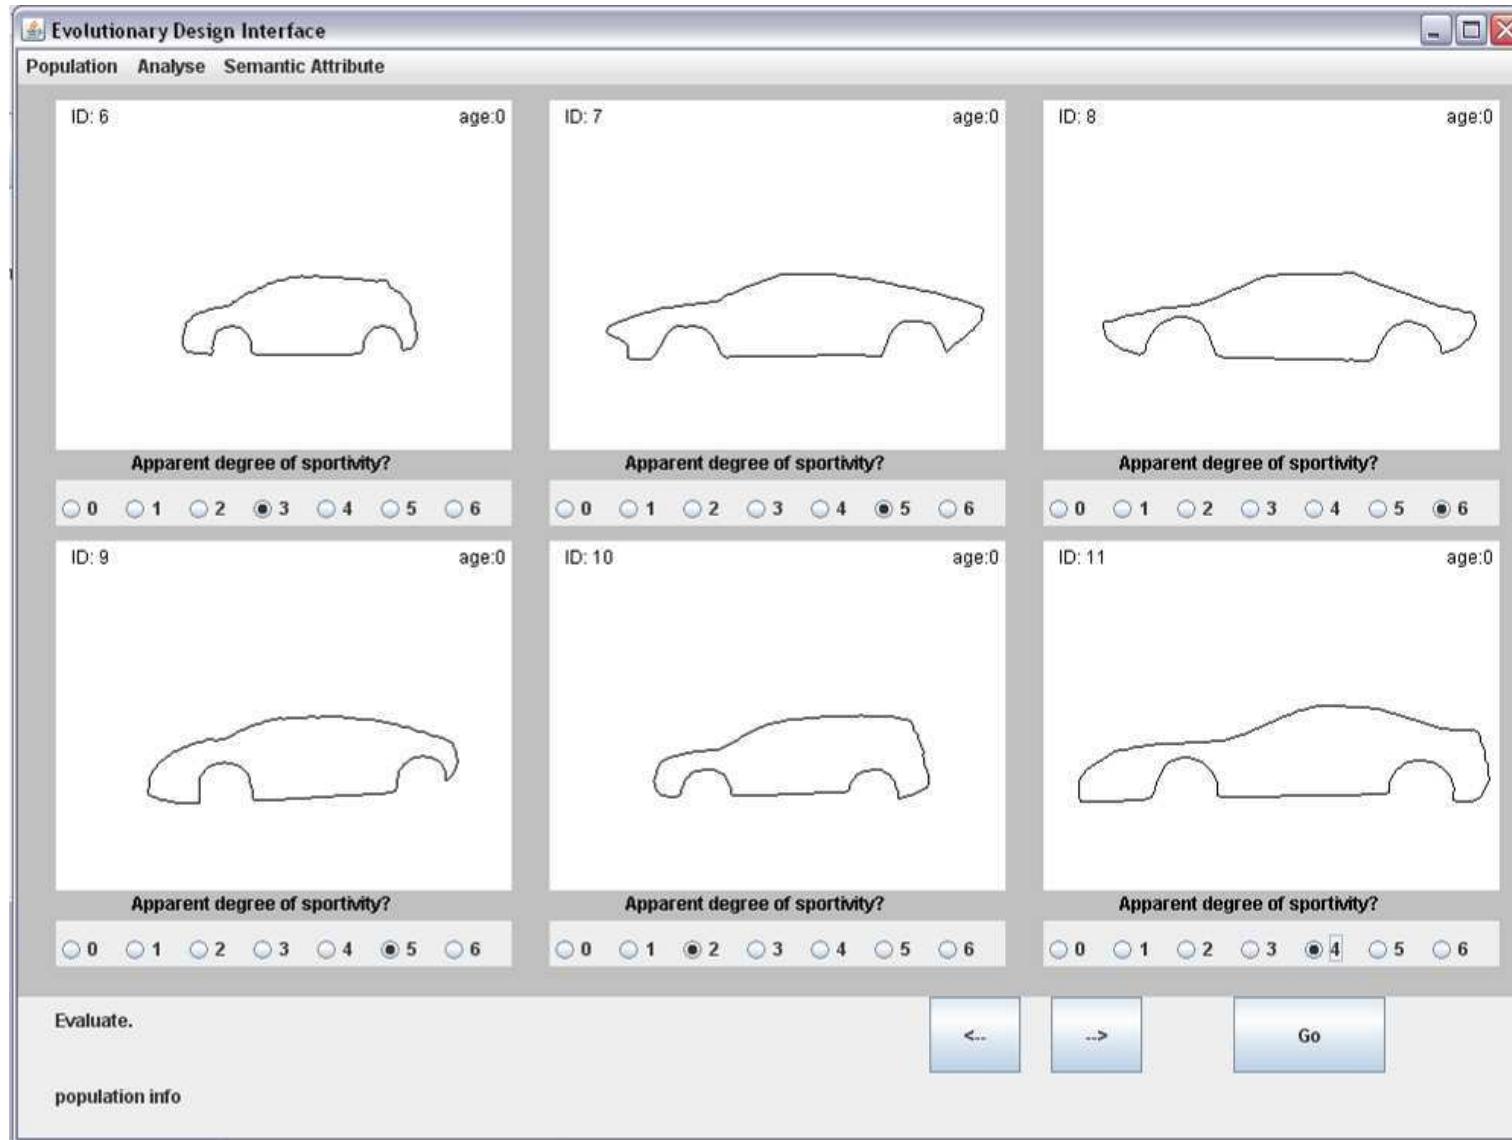 Evolutionary Design Interface
Population Analyse Semantic Attribute
ID: 6 age:0 ID: 7 age:0 ID: 8 age:0
Apparent degree of sportivity? Apparent degree of sportivity? Apparent degree of sportivity?
0 1 2 3 4 5 6 0 1 2 3 4 5 6 0 1 2 3 4 5 6
ID: 9 age:0 ID: 10 age:0 ID: 11 age:0
Apparent degree of sportivity? Apparent degree of sportivity? Apparent degree of sportivity?
0 1 2 3 4 5 6 0 1 2 3 4 5 6 0 1 2 3 4 5 6
Evaluate.
<-- --> Go
population info